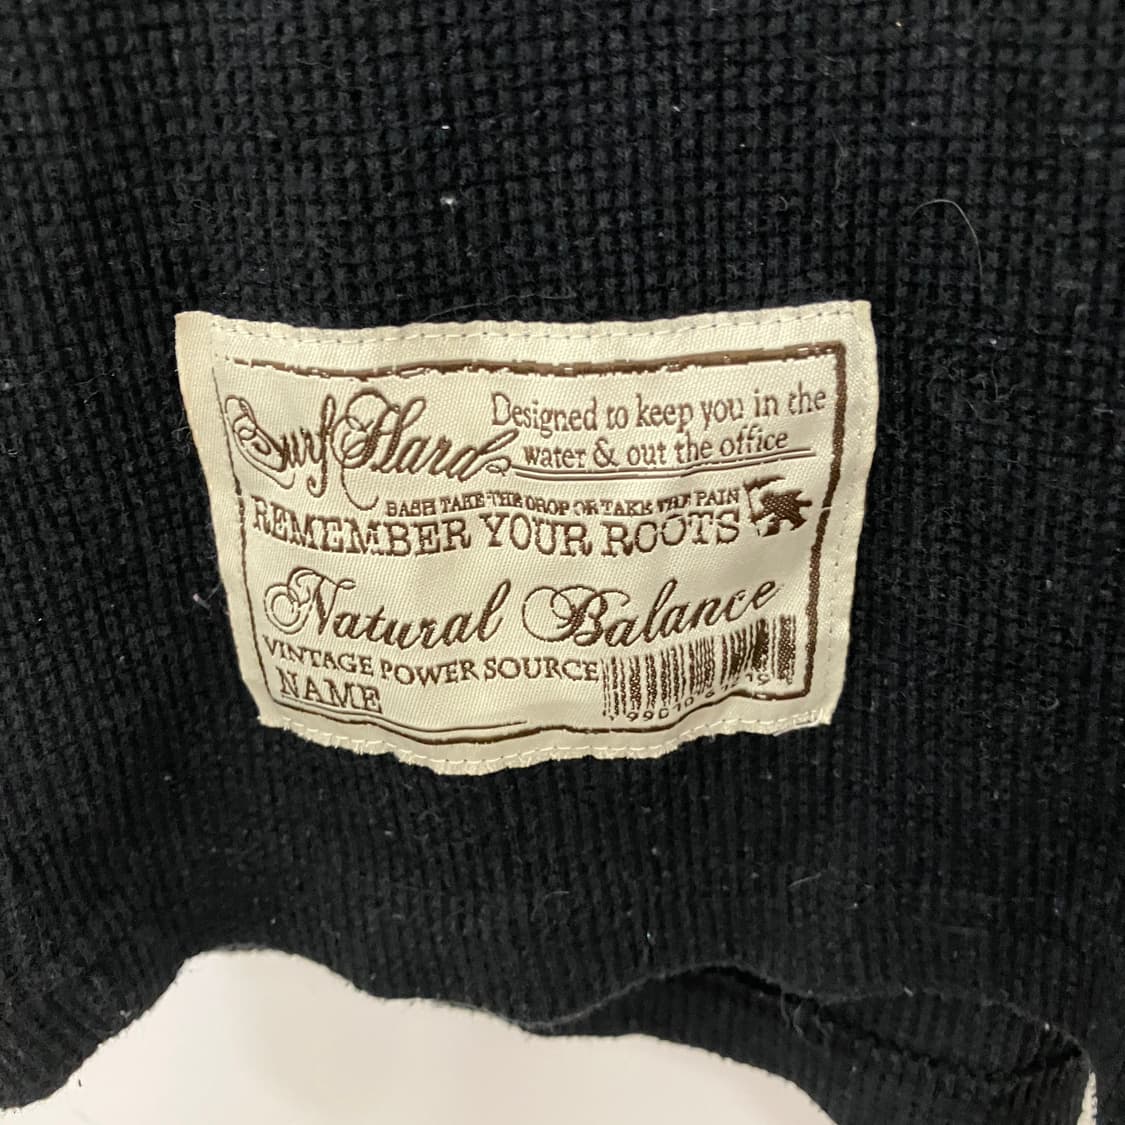 Surf Hard
Designed to keep you in the
water & out the office
BASH TAKE THE DROP OR TAKE THE PAIN
REMEMBER YOUR ROOTS
Natural Balance
VINTAGE POWER SOURCE
NAME